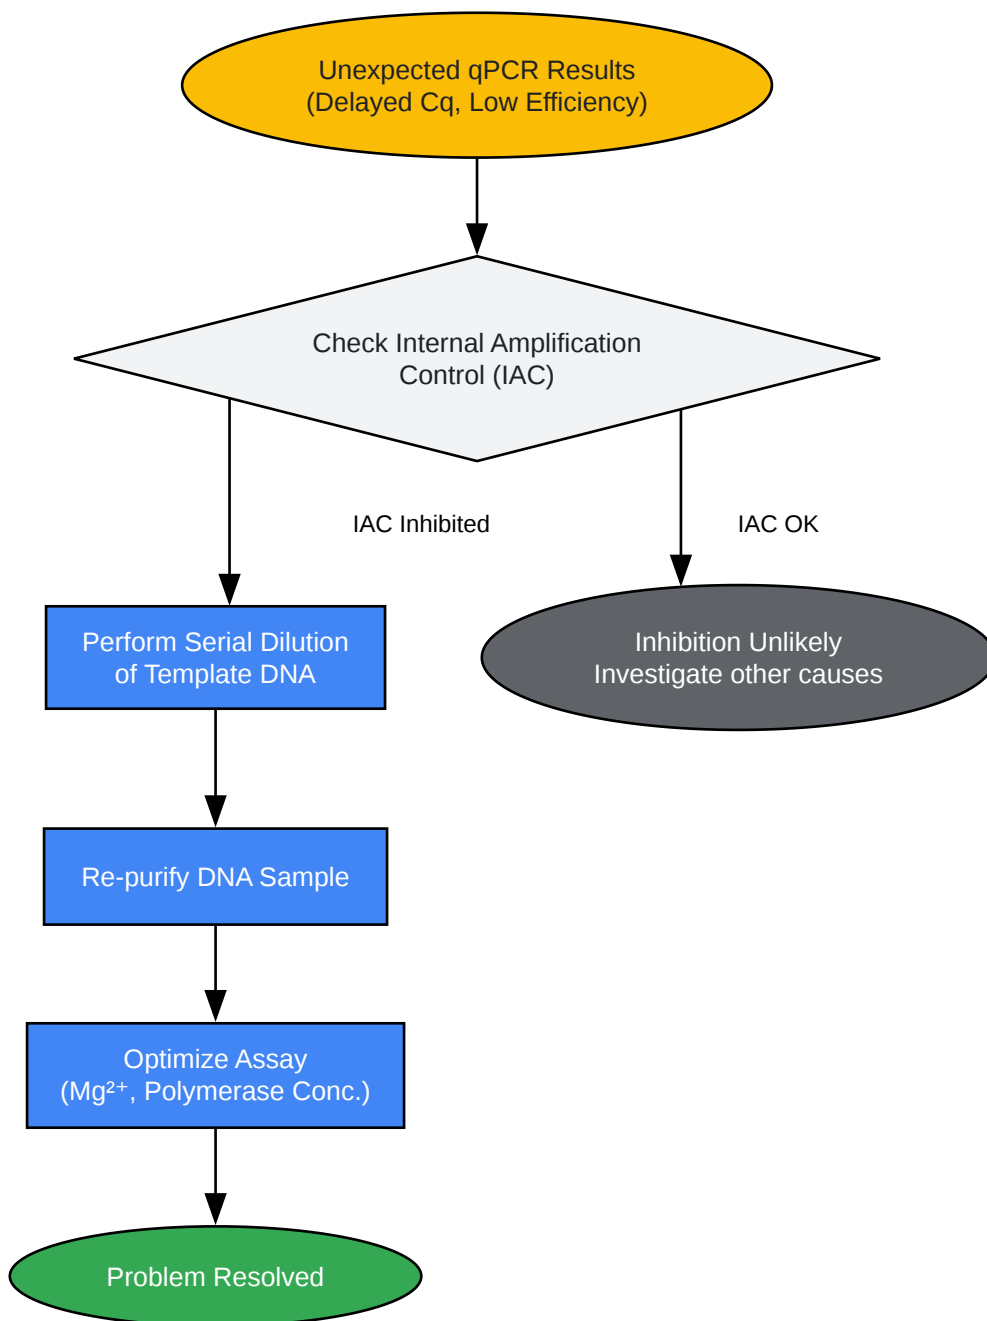 Unexpected qPCR Results
(Delayed Cq, Low Efficiency)
Check Internal Amplification
Control (IAC)
IAC Inhibited
IAC OK
Perform Serial Dilution
of Template DNA
Inhibition Unlikely
Investigate other causes
Re-purify DNA Sample
Optimize Assay
(Mg²⁺, Polymerase Conc.)
Problem Resolved